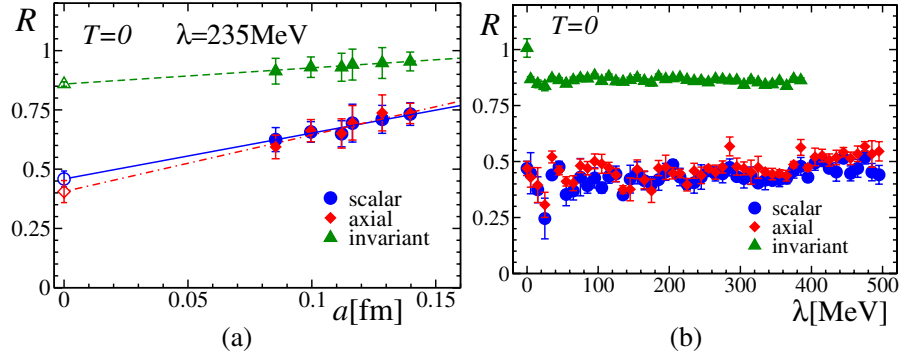 R
T=0 λ=235MeV
1
0.75
0.5
0.25
0
scalar
axial
invariant
0 0.05 0.1 0.15
a[fm]
(a)
R
T=0
1
0.75
0.5
0.25
0
scalar
axial
invariant
0 100 200 300 400 500
λ[MeV]
(b)